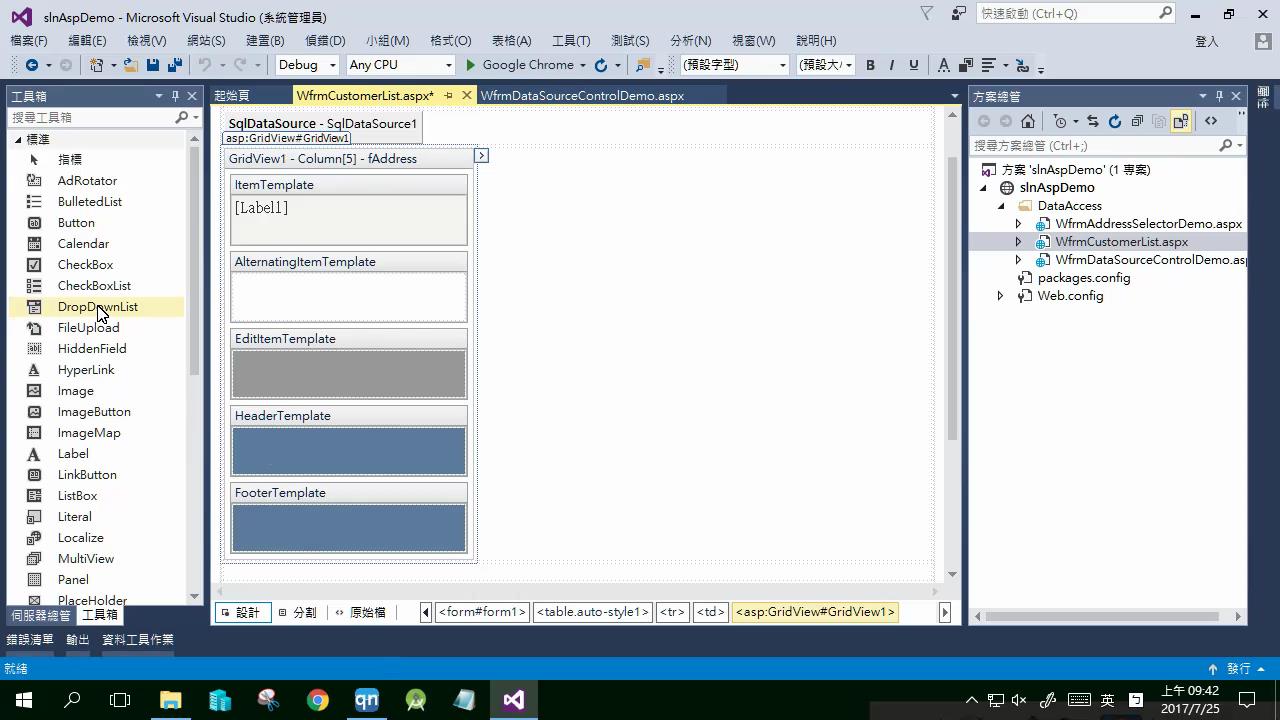 slnAspDemo - Microsoft Visual Studio (系統管理員)
快速啟動 (Ctrl+Q)
檔案(F) 編輯(E) 檢視(V) 網站(S) 建置(B) 偵錯(D) 小組(M) 格式(O) 表格(A) 工具(T) 測試(S) 分析(N) 視窗(W) 說明(H)
登入
Debug Any CPU Google Chrome (預設字型) (預設大 B I U A
工具箱
搜尋工具箱
標準
指標
AdRotator
BulletedList
Button
Calendar
CheckBox
CheckBoxList
DropDownList
FileUpload
HiddenField
HyperLink
Image
ImageButton
ImageMap
Label
LinkButton
ListBox
Literal
Localize
MultiView
Panel
PlaceHolder
伺服器總管 工具箱
起始頁 WfrmCustomerList.aspx* WfrmDataSourceControlDemo.aspx
SqlDataSource - SqlDataSource1
asp:GridView#GridView1
GridView1 - Column[5] - fAddress
ItemTemplate
[Label1]
AlternatingItemTemplate
EditItemTemplate
HeaderTemplate
FooterTemplate
設計 分割 原始檔 <form#form1> <table.auto-style1> <tr> <td> <asp:GridView#GridView1>
方案總管
搜尋方案總管 (Ctrl+;)
方案 'slnAspDemo' (1 專案)
slnAspDemo
DataAccess
WfrmAddressSelectorDemo.aspx
WfrmCustomerList.aspx
WfrmDataSourceControlDemo.asp
packages.config
Web.config
錯誤清單 輸出 資料工具作業
就緒
發行
qn
英
上午 09:42
2017/7/25